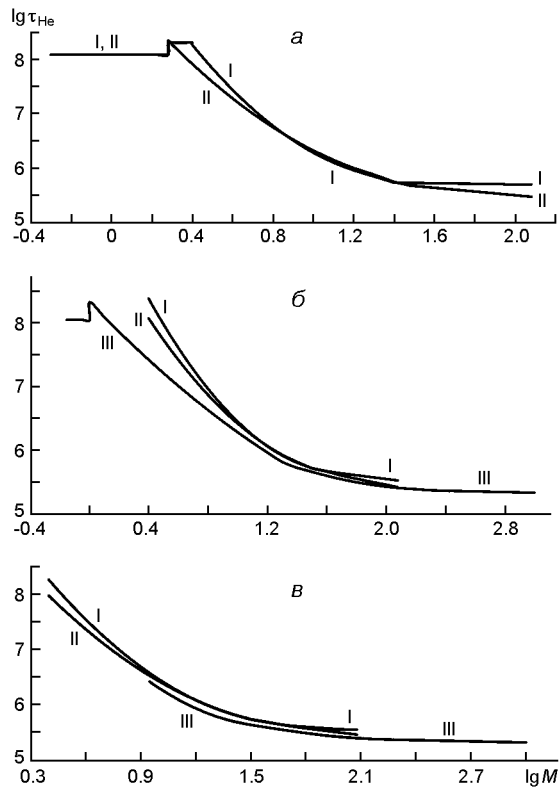 lg τHe
а
8
I, II
I
II
7
I
6
I
II
5
-0.4 0 0.4 0.8 1.2 1.6 2.0
б
I
8
II
III
7
6
I
III
5
-0.4 0.4 1.2 2.0 2.8
в
8
I
II
7
6
I
III
III
5
0.3 0.9 1.5 2.1 2.7 lg M